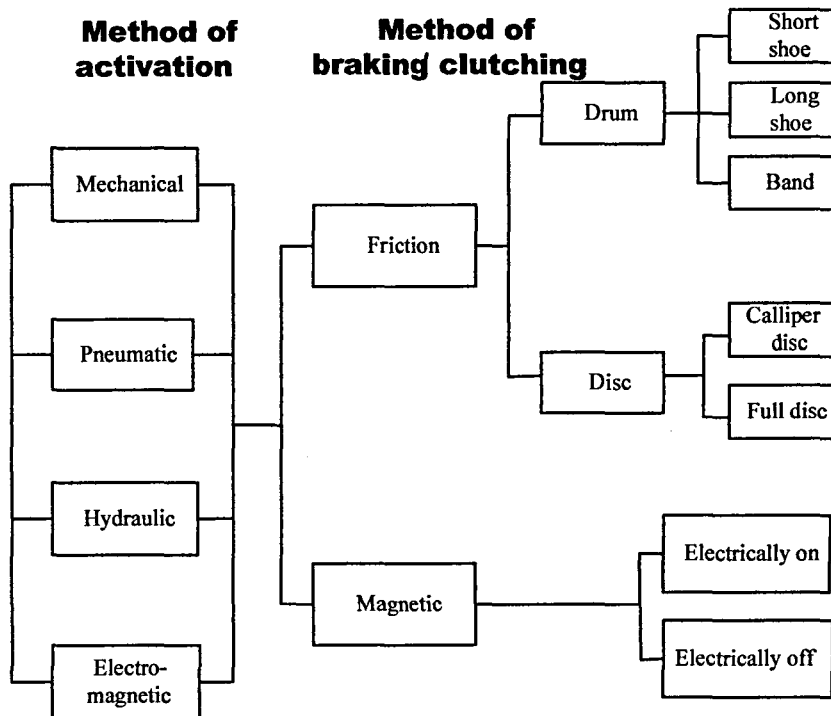 Method of
activation
Method of
braking/ clutching
Mechanical
Pneumatic
Hydraulic
Electro-
magnetic
Friction
Magnetic
Drum
Disc
Short
shoe
Long
shoe
Band
Calliper
disc
Full disc
Electrically on
Electrically off